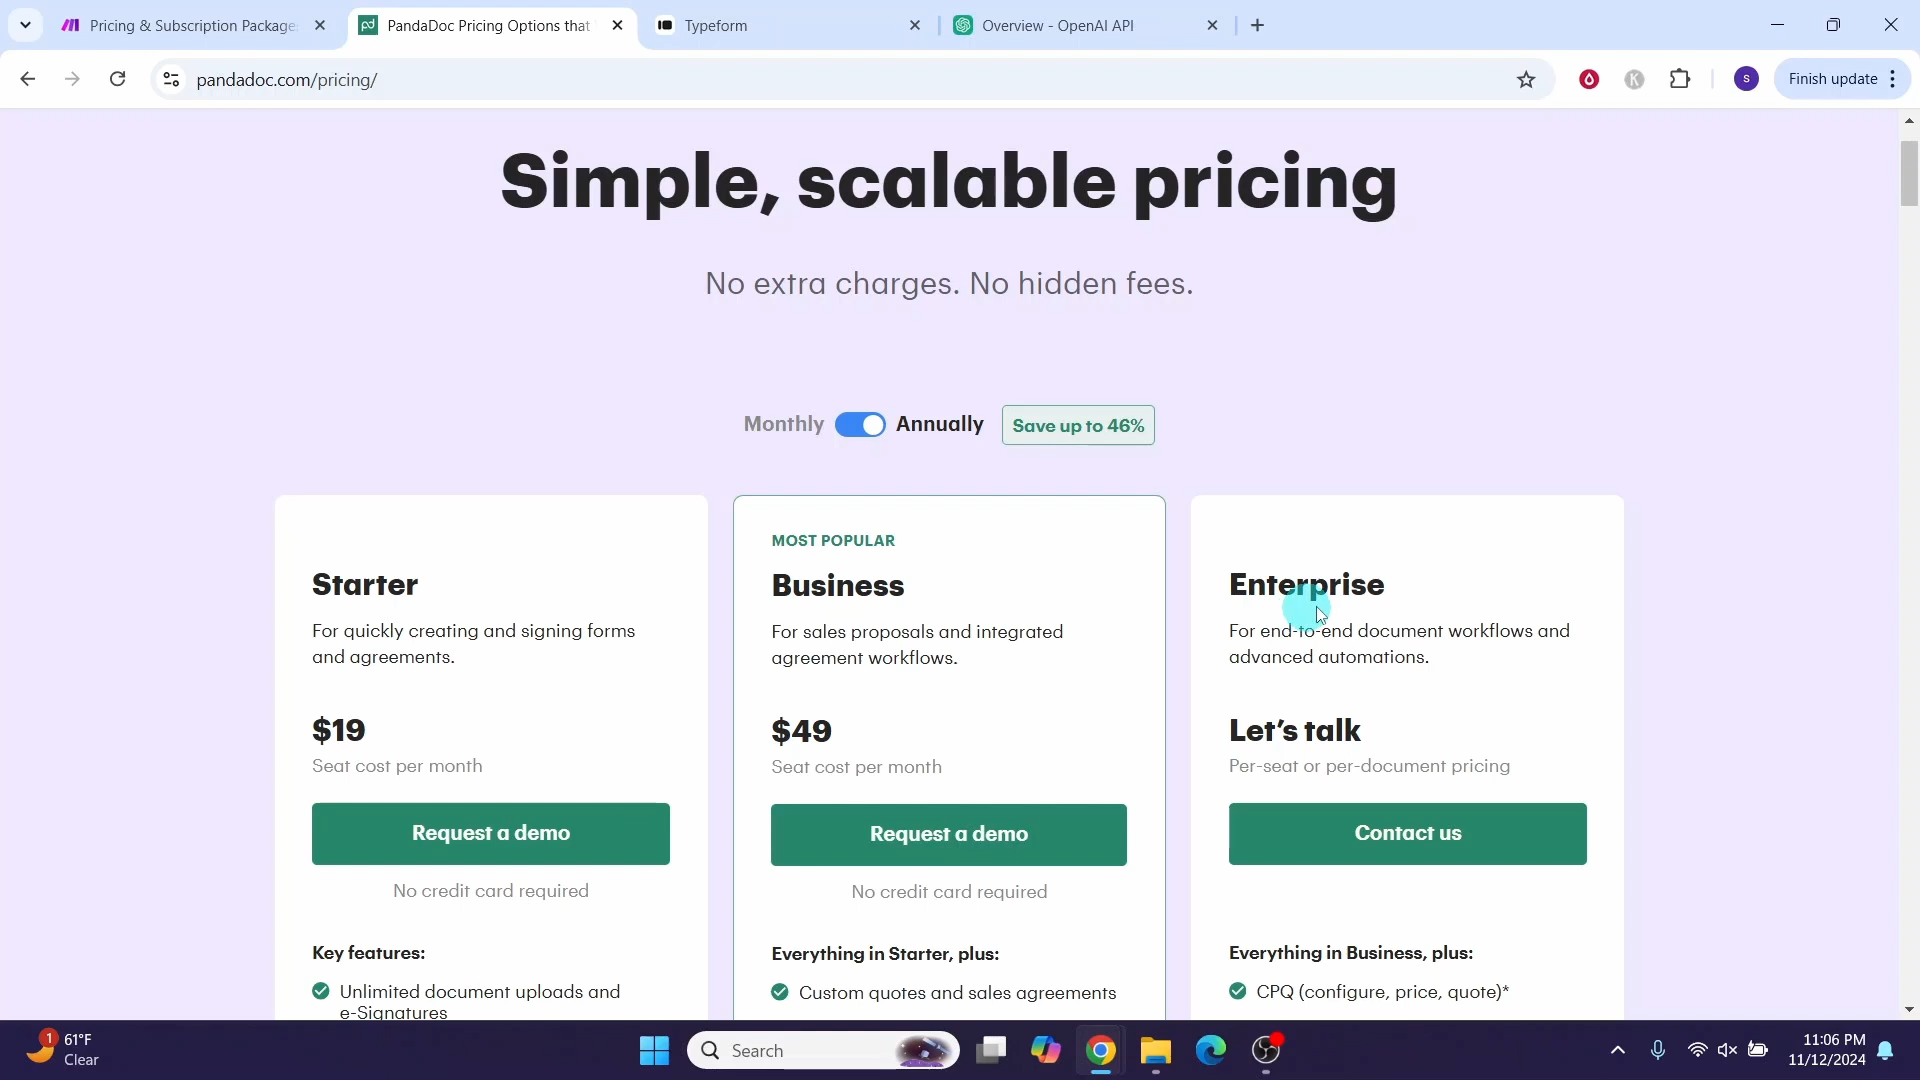 Pricing & Subscription Package
PandaDoc Pricing Options that
Typeform
Overview - OpenAI API
pandadoc.com/pricing/
K
S
Finish update
Simple, scalable pricing
No extra charges. No hidden fees.
Monthly
Annually
Save up to 46%
Starter
For quickly creating and signing forms
and agreements.
$19
Seat cost per month
Request a demo
No credit card required
Key features:
Unlimited document uploads and
e-Signatures
MOST POPULAR
Business
For sales proposals and integrated
agreement workflows.
$49
Seat cost per month
Request a demo
No credit card required
Everything in Starter, plus:
Custom quotes and sales agreements
Enterprise
For end-to-end document workflows and
advanced automations.
Let's talk
Per-seat or per-document pricing
Contact us
Everything in Business, plus:
CPQ (configure, price, quote)*
1
61°F
Clear
Search
11:06 PM
11/12/2024